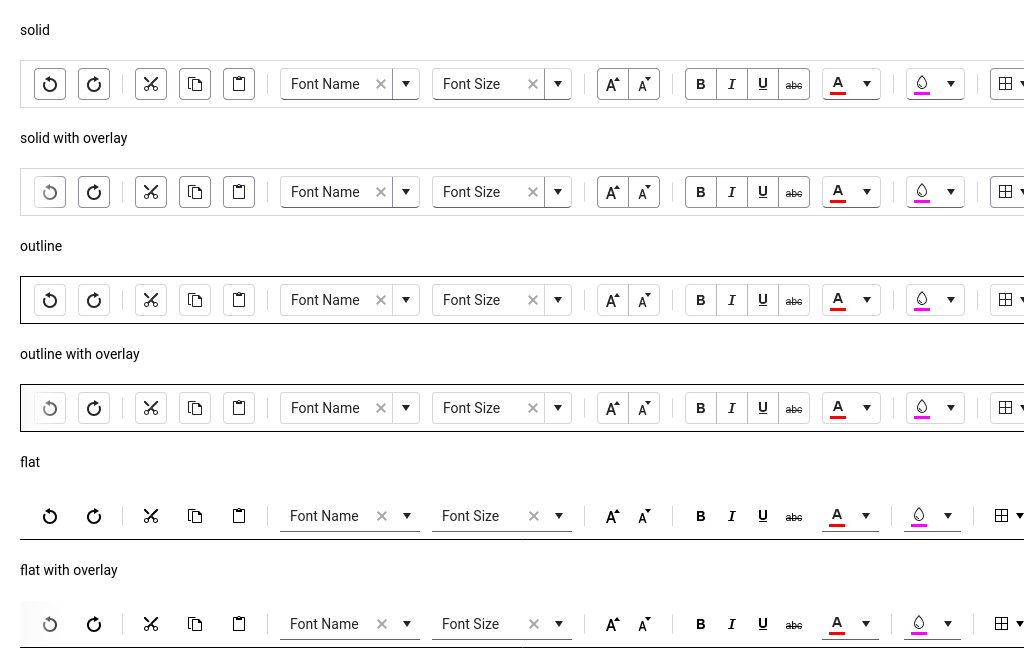 solid
Font Name Font Size A A B I U abc A
solid with overlay
Font Name Font Size A A B I U abc A
outline
Font Name Font Size A A B I U abc A
outline with overlay
Font Name Font Size A A B I U abc A
flat
Font Name Font Size A A B I U abc A
flat with overlay
Font Name Font Size A A B I U abc A